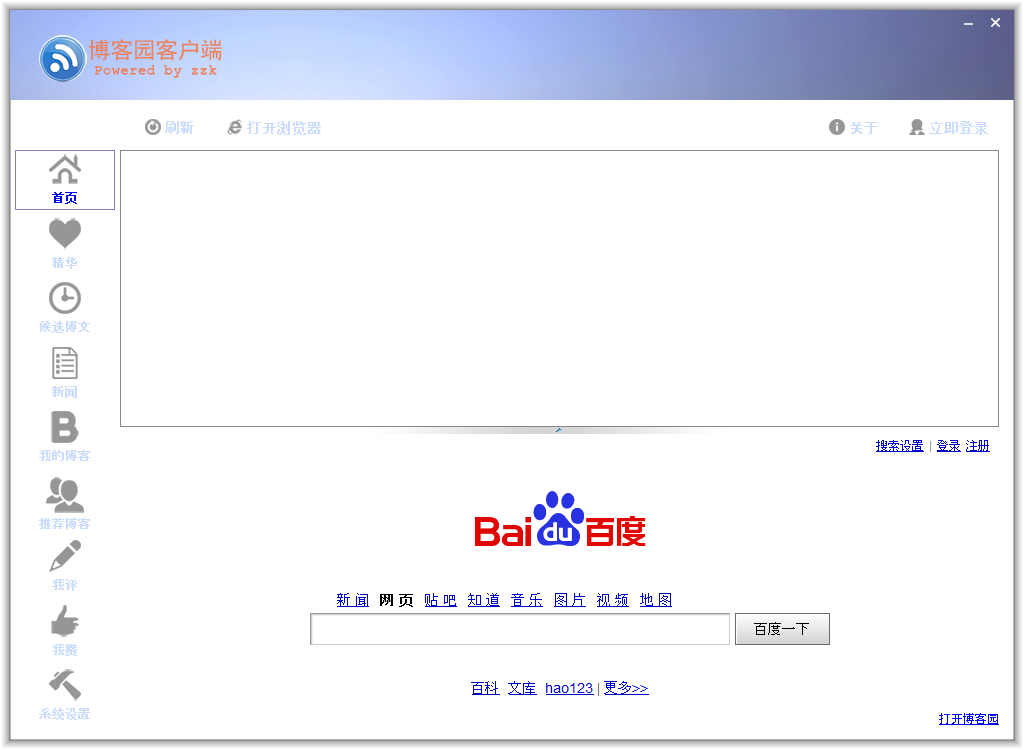 博客园客户端
Powered by zzk
刷新 打开浏览器 关于 立即登录
首页
精华
候选博文
新闻
我的博客
推荐博客
我评
我赞
系统设置
搜索设置 | 登录 注册
Bai du 百度
新 闻 网 页 贴 吧 知 道 音 乐 图 片 视 频 地 图
百度一下
百科 文库 hao123 | 更多>>
打开博客园